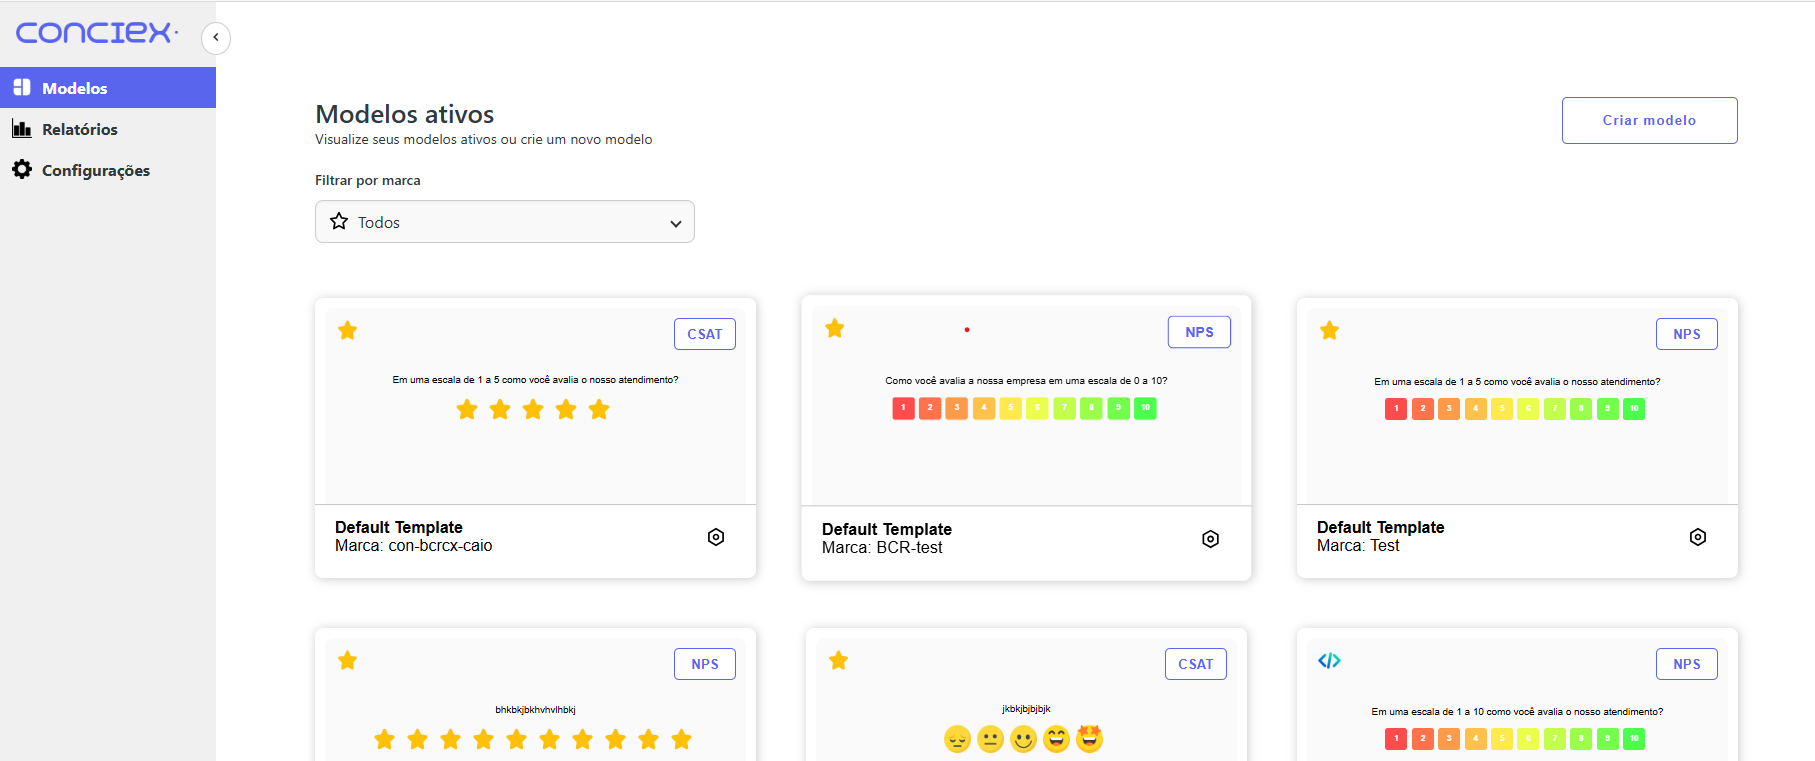 conciex
Modelos
Relatórios
Configurações
Modelos ativos
Visualize seus modelos ativos ou crie um novo modelo
Criar modelo
Filtrar por marca
Todos
CSAT
Em uma escala de 1 a 5 como você avalia o nosso atendimento?
Default Template
Marca: con-bcrcx-caio
NPS
Como você avalia a nossa empresa em uma escala de 0 a 10?
1 2 3 4 5 6 7 8 9 10
Default Template
Marca: BCR-test
NPS
Em uma escala de 1 a 5 como você avalia o nosso atendimento?
1 2 3 4 5 6 7 8 9 10
Default Template
Marca: Test
NPS
bhkbkjbkhvhvlhbkj
CSAT
jkbkjbjbjbjk
</>
NPS
Em uma escala de 1 a 10 como você avalia o nosso atendimento?
1 2 3 4 5 6 7 8 9 10